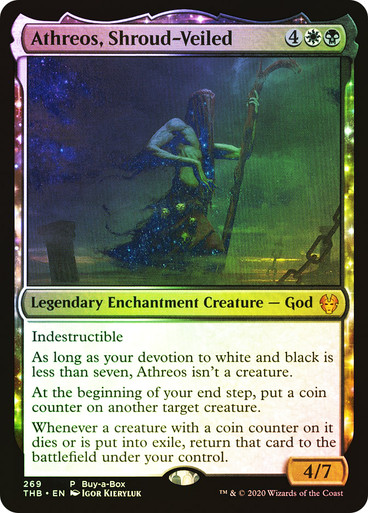 Athreos, Shroud-Veiled 4
Legendary Enchantment Creature — God
Indestructible
As long as your devotion to white and black is
less than seven, Athreos isn't a creature.
At the beginning of your end step, put a coin
counter on another target creature.
Whenever a creature with a coin counter on it
dies or is put into exile, return that card to the
battlefield under your control.
4/7
269 P Buy-a-Box
THB • EN Igor Kieryluk ™ & © 2020 Wizards of the Coast